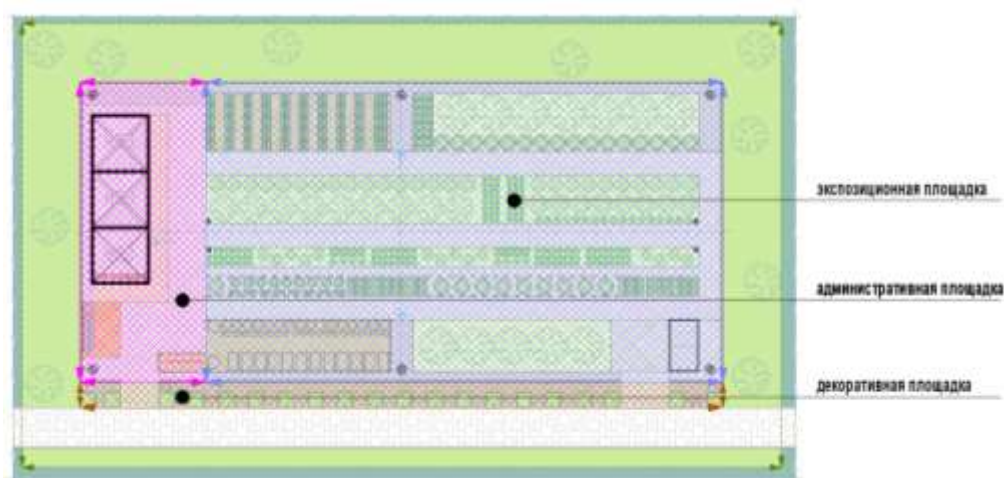 экспозиционная площадка
административная площадка
декоративная площадка